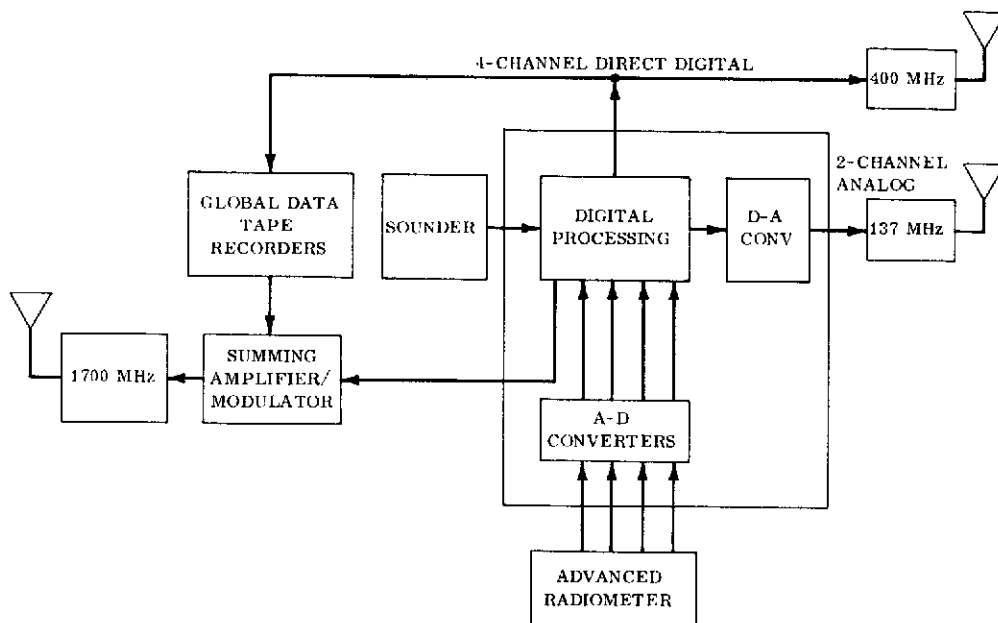 4-CHANNEL DIRECT DIGITAL
400 MHz
2-CHANNEL
ANALOG
GLOBAL DATA
TAPE
RECORDERS
SOUNDER
DIGITAL
PROCESSING
D-A
CONV
137 MHz
1700 MHz
SUMMING
AMPLIFIER/
MODULATOR
A-D
CONVERTERS
ADVANCED
RADIOMETER